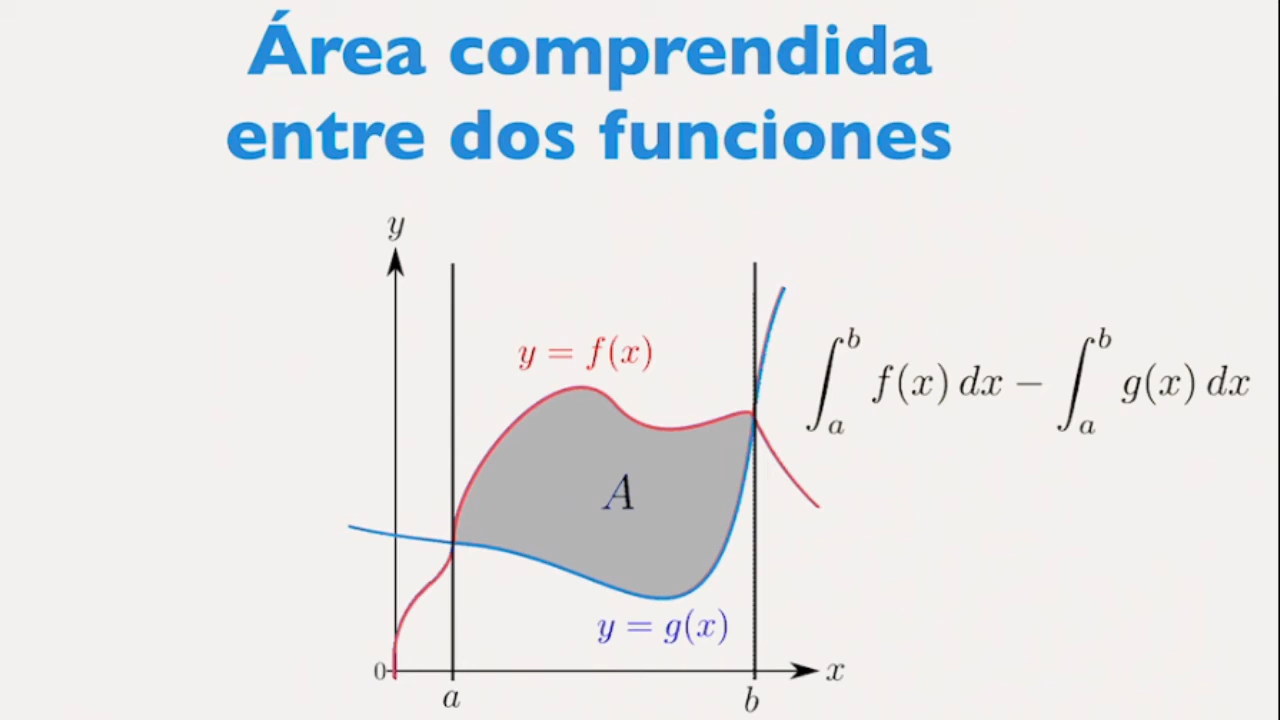 Área comprendida
entre dos funciones
y
y = f(x)
∫_a^b f(x) dx − ∫_a^b g(x) dx
A
y = g(x)
0
x
a
b